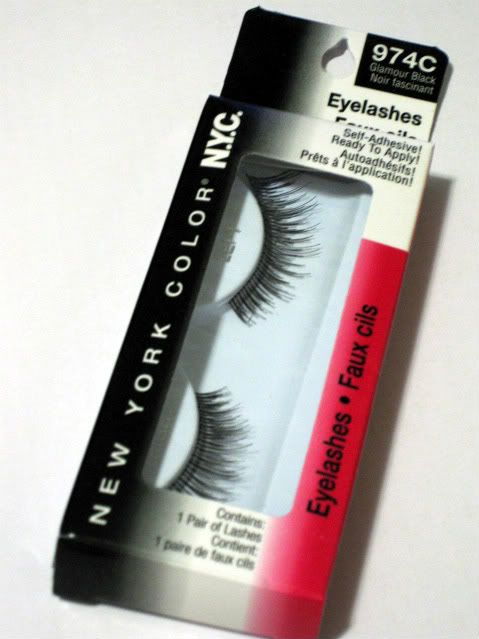 974C
Glamour Black
Noir fascinant
Eyelashes
Faux cils
Self-Adhesive!
Ready To Apply!
Autoadhésifs!
Prêts à l'application!
NEW YORK COLOR® N.Y.C.
LEFT
Eyelashes • Faux cils
Contains:
1 Pair of Lashes
Contient:
1 paire de faux cils